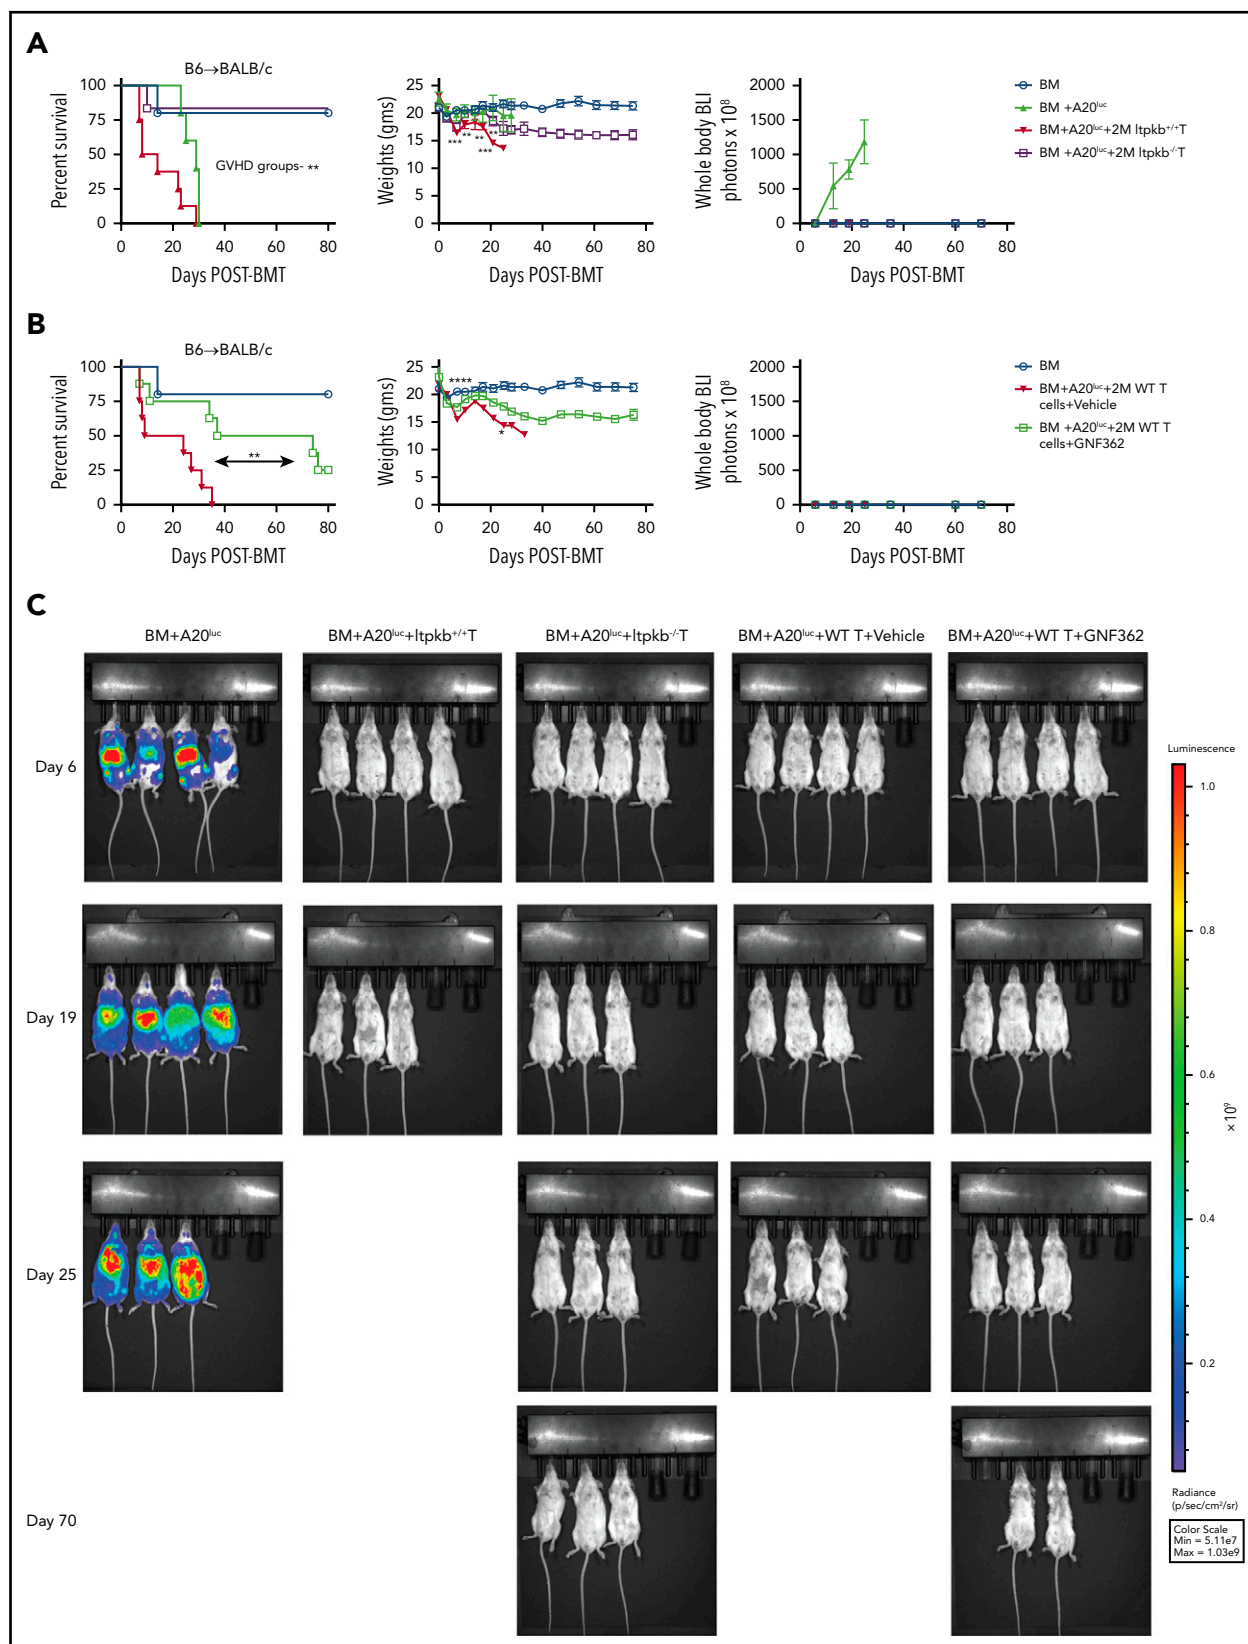 A
B6→BALB/c
Percent survival
100
75
50
25
0
GVHD groups- **
0 20 40 60 80
Days POST-BMT
Weights (gms)
25
20
15
10
5
0
***
**
**
***
**
0 20 40 60 80
Days POST-BMT
Whole body BLI
photons x 10⁸
2000
1500
1000
500
0
0 20 40 60 80
Days POST-BMT
BM
BM +A20ˡᵘᶜ
BM+A20ˡᵘᶜ+2M Itpkb⁺/⁺T
BM +A20ˡᵘᶜ+2M Itpkb⁻/⁻T
B
B6→BALB/c
Percent survival
100
75
50
25
0
**
0 20 40 60 80
Days POST-BMT
Weights (gms)
25
20
15
10
5
0
****
*
0 20 40 60 80
Days POST-BMT
Whole body BLI
photons x 10⁸
2000
1500
1000
500
0
0 20 40 60 80
Days POST-BMT
BM
BM+A20ˡᵘᶜ+2M WT T
cells+Vehicle
BM +A20ˡᵘᶜ+2M WT T
cells+GNF362
C
BM+A20ˡᵘᶜ BM+A20ˡᵘᶜ+Itpkb⁺/⁺T BM+A20ˡᵘᶜ+Itpkb⁻/⁻T BM+A20ˡᵘᶜ+WT T+Vehicle BM+A20ˡᵘᶜ+WT T+GNF362
Day 6
Day 19
Day 25
Day 70
Luminescence
1.0
0.8
0.6
×10⁹
0.4
0.2
Radiance
(p/sec/cm²/sr)
Color Scale
Min = 5.11e7
Max = 1.03e9